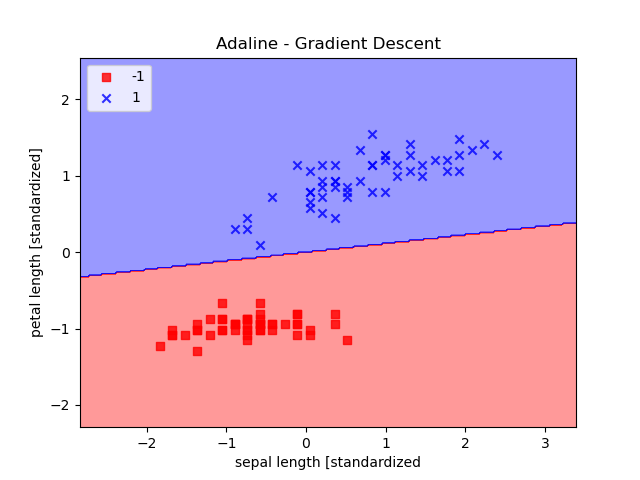 Adaline - Gradient Descent
-1
1
petal length [standardized]
2
1
0
−1
−2
−2 −1 0 1 2 3
sepal length [standardized